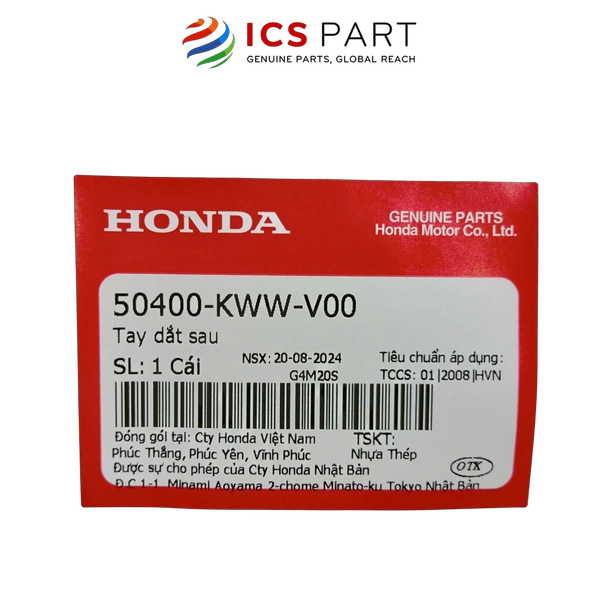 ICS PART
GENUINE PARTS, GLOBAL REACH
HONDA
GENUINE PARTS
Honda Motor Co., Ltd.
50400-KWW-V00
Tay dắt sau
SL: 1 Cái
NSX: 20-08-2024
G4M20S
Tiêu chuẩn áp dụng:
TCCS: 01|2008|HVN
Đóng gói tại: Cty Honda Việt Nam
Phúc Thắng, Phúc Yên, Vĩnh Phúc
TSKT:
Nhựa Thép
Được sự cho phép của Cty Honda Nhật Bản
OTK
Đ.C 1-1, Minami Aoyama 2-chome Minato-ku Tokyo Nhật Bản